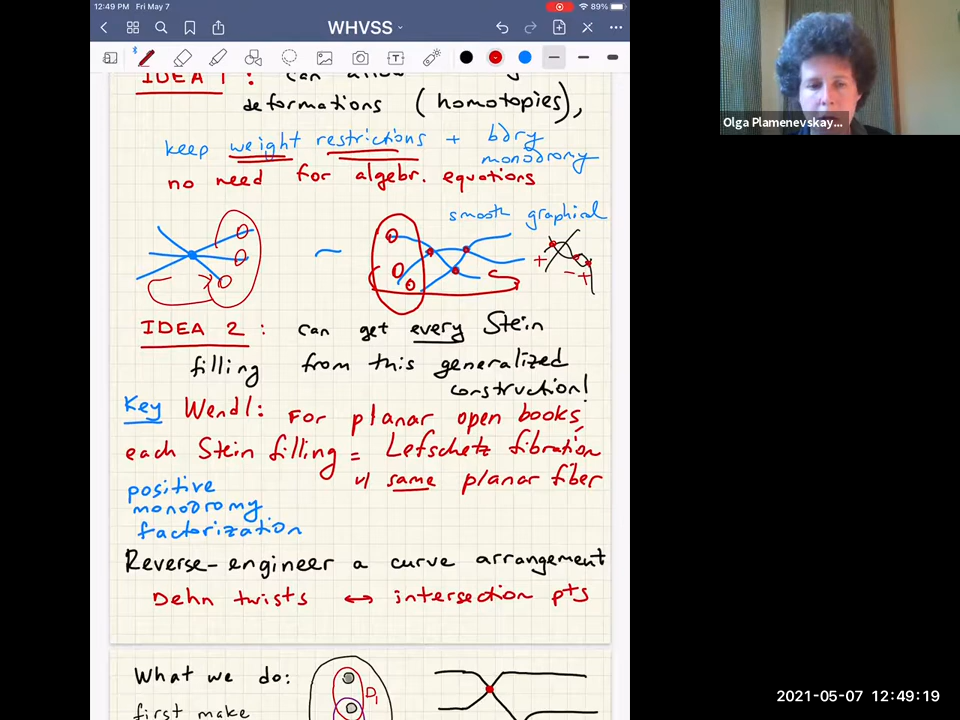 12:49 PM Fri May 7
89%
WHVSS
IDEA 1: can allow
deformations (homotopies),
keep weight restrictions + bdry
monodromy
no need for algebr. equations
smooth graphical
~
+
- +
IDEA 2: can get every Stein
filling from this generalized
construction!
Key Wendl: For planar open books,
each Stein filling = Lefschetz fibration
w/ same planar fiber
positive
monodromy
factorization
Reverse-engineer a curve arrangement
Dehn twists ↔ intersection pts
What we do:
first make
D1
Olga Plamenevskay...
2021-05-07 12:49:19